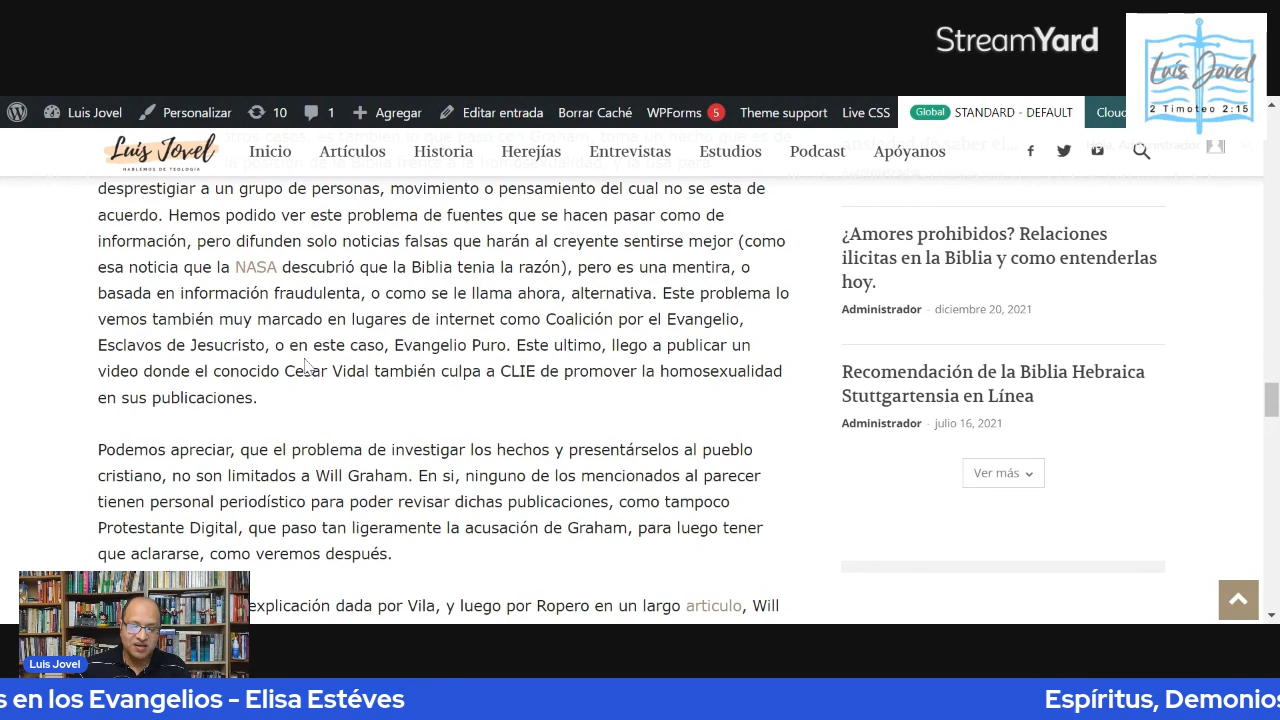 StreamYard
Luis Jovel
2 Timoteo 2:15
Luis Jovel Personalizar 10 1 Agregar Editar entrada Borrar Caché WPForms 5 Theme support Live CSS Global STANDARD - DEFAULT Cloud
Luis Jovel
HABLEMOS DE TEOLOGÍA
Inicio Artículos Historia Herejías Entrevistas Estudios Podcast Apóyanos
desprestigiar a un grupo de personas, movimiento o pensamiento del cual no se esta de
acuerdo. Hemos podido ver este problema de fuentes que se hacen pasar como de
información, pero difunden solo noticias falsas que harán al creyente sentirse mejor (como
esa noticia que la NASA descubrió que la Biblia tenia la razón), pero es una mentira, o
basada en información fraudulenta, o como se le llama ahora, alternativa. Este problema lo
vemos también muy marcado en lugares de internet como Coalición por el Evangelio,
Esclavos de Jesucristo, o en este caso, Evangelio Puro. Este ultimo, llego a publicar un
video donde el conocido Cesar Vidal también culpa a CLIE de promover la homosexualidad
en sus publicaciones.
Podemos apreciar, que el problema de investigar los hechos y presentárselos al pueblo
cristiano, no son limitados a Will Graham. En si, ninguno de los mencionados al parecer
tienen personal periodístico para poder revisar dichas publicaciones, como tampoco
Protestante Digital, que paso tan ligeramente la acusación de Graham, para luego tener
que aclararse, como veremos después.
explicación dada por Vila, y luego por Ropero en un largo articulo, Will
¿Amores prohibidos? Relaciones
ilicitas en la Biblia y como entenderlas
hoy.
Administrador - diciembre 20, 2021
Recomendación de la Biblia Hebraica
Stuttgartensia en Línea
Administrador - julio 16, 2021
Ver más
Luis Jovel
s en los Evangelios - Elisa Estéves
Espíritus, Demonios